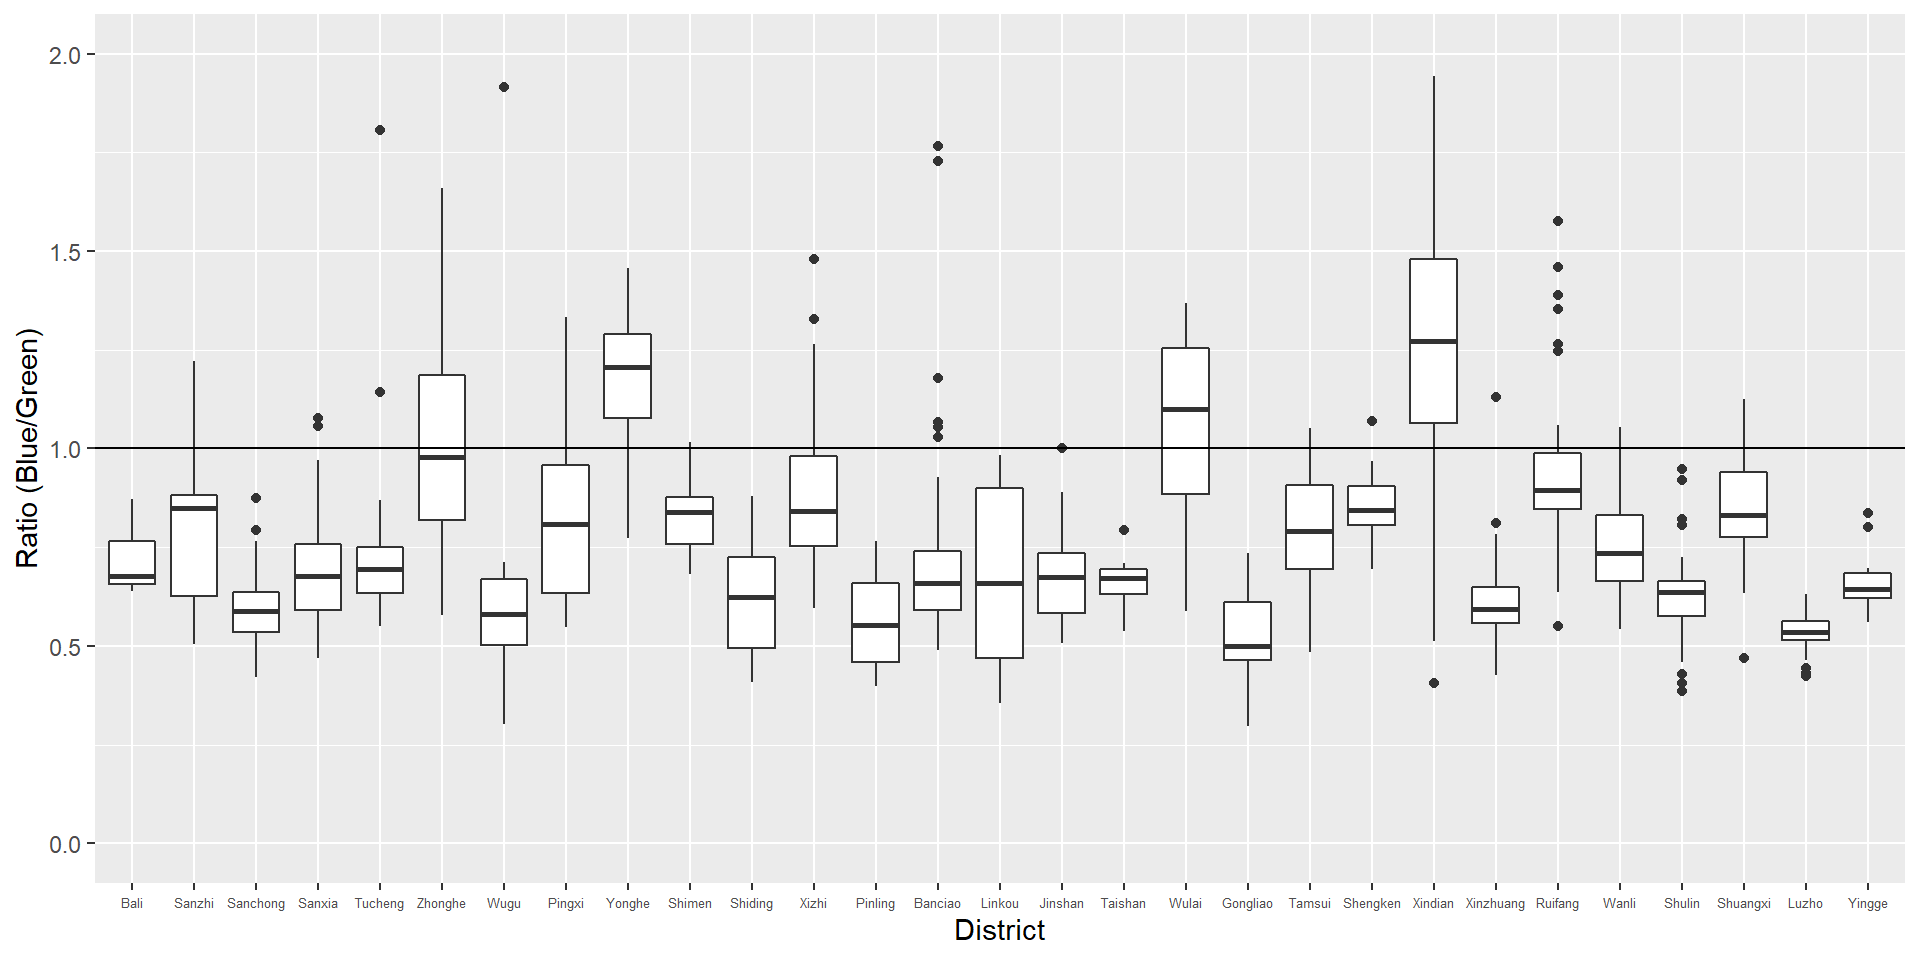 Ratio (Blue/Green)
2.0
1.5
1.0
0.5
0.0
Bali Sanzhi Sanchong Sanxia Tucheng Zhonghe Wugu Pingxi Yonghe Shimen Shiding Xizhi Pinling Banciao Linkou Jinshan Taishan Wulai Gongliao Tamsui Shengken Xindian Xinzhuang Ruifang Wanli Shulin Shuangxi Luzho Yingge
District